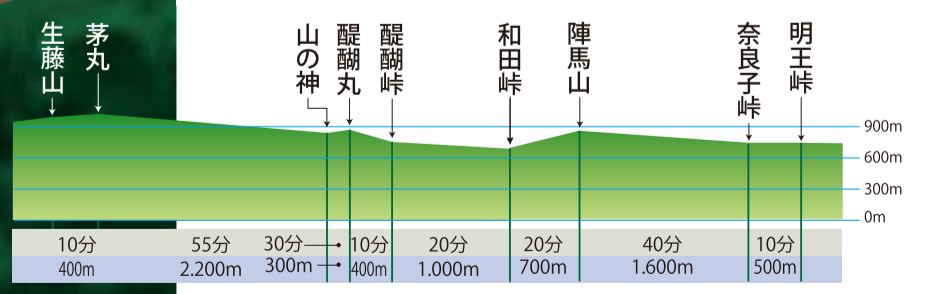 生藤山
茅丸
山の神
醍醐丸
醍醐峠
和田峠
陣馬山
奈良子峠
明王峠
900m
600m
300m
0m
10分 55分 30分 10分 20分 20分 40分 10分
400m 2.200m 300m 400m 1.000m 700m 1.600m 500m